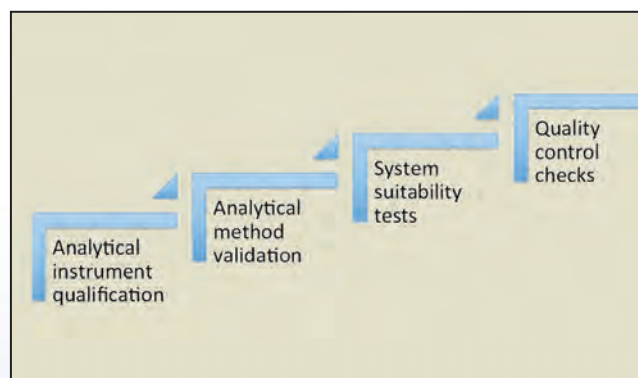 Analytical
instrument
qualification
Analytical
method
validation
System
suitability
tests
Quality
control
checks